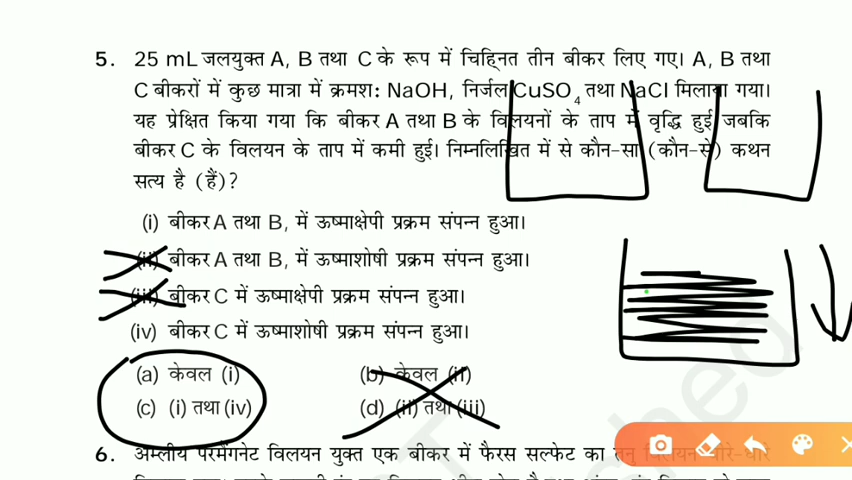 5. 25 mL जलयुक्त A, B तथा C के रूप में चिह्नित तीन बीकर लिए गए। A, B तथा
C बीकरों में कुछ मात्रा में क्रमश: NaOH, निर्जल CuSO4 तथा NaCl मिलाया गया।
यह प्रेक्षित किया गया कि बीकर A तथा B के विलयनों के ताप में वृद्धि हुई जबकि
बीकर C के विलयन के ताप में कमी हुई। निम्नलिखित में से कौन-सा (कौन-से) कथन
सत्य है (हैं)?
(i) बीकर A तथा B, में ऊष्माक्षेपी प्रक्रम संपन्न हुआ।
(ii) बीकर A तथा B, में ऊष्माशोषी प्रक्रम संपन्न हुआ।
(iii) बीकर C में ऊष्माक्षेपी प्रक्रम संपन्न हुआ।
(iv) बीकर C में ऊष्माशोषी प्रक्रम संपन्न हुआ।
(a) केवल (i) (b) केवल (ii)
(c) (i) तथा (iv) (d) (ii) तथा (iii)
6. अम्लीय परमैंगनेट विलयन युक्त एक बीकर में फैरस सल्फेट का तनु विलयन धीरे-धीरे